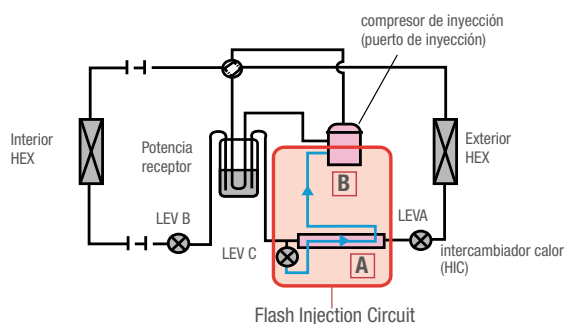 compresor de inyección
(puerto de inyección)
Interior
HEX
Potencia
receptor
Exterior
HEX
B
LEV B
LEVA
LEV C
A
intercambiador calor
(HIC)
Flash Injection Circuit